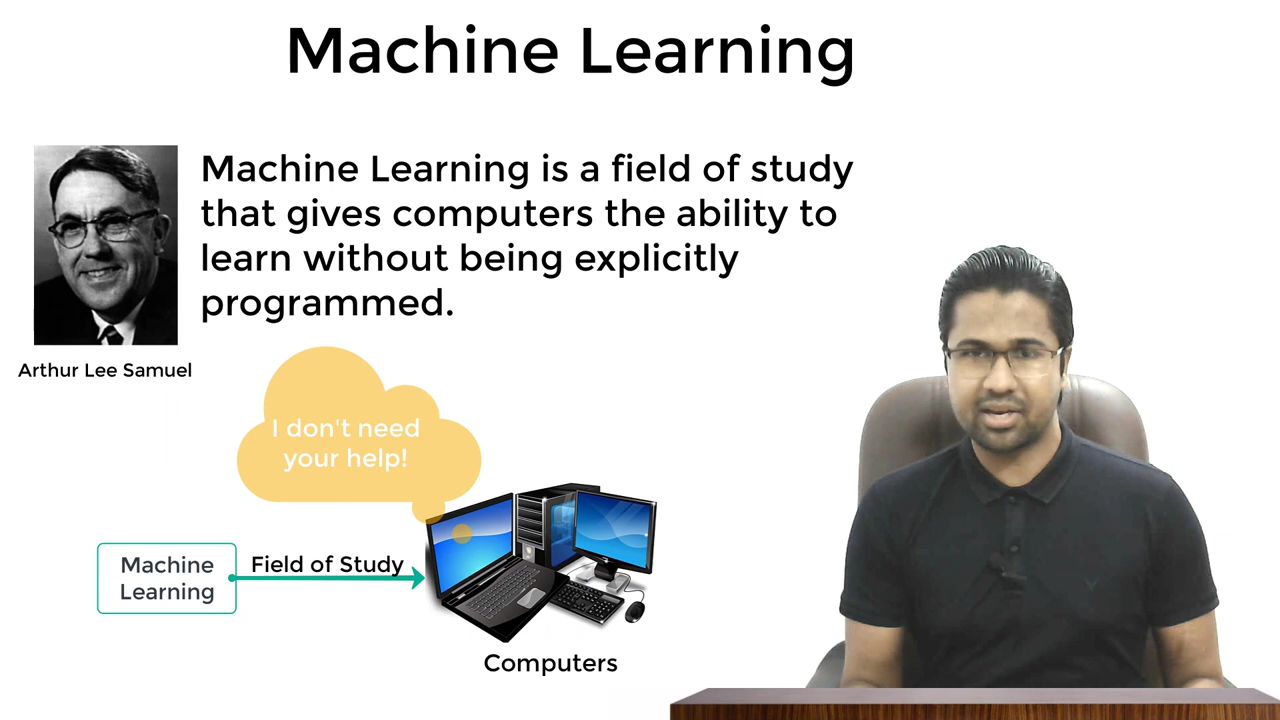 Machine Learning
Machine Learning is a field of study
that gives computers the ability to
learn without being explicitly
programmed.
Arthur Lee Samuel
I don't need
your help!
Machine
Learning
Field of Study
Computers